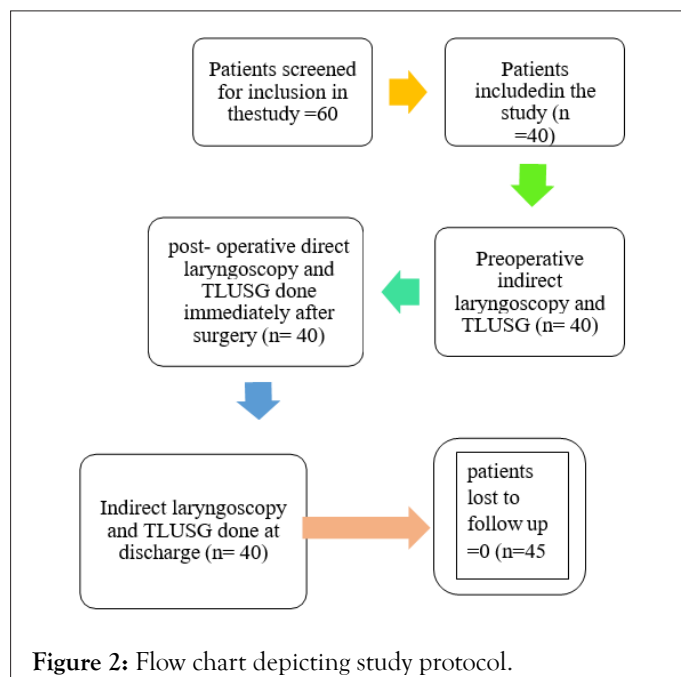 Patients screened
for inclusion in
thestudy =60
Patients
includedin the
study (n
=40)
Preoperative
indirect
laryngoscopy and
TLUSG (n= 40)
post- operative direct
laryngoscopy and
TLUSG done
immediately after
surgery (n= 40)
Indirect laryngoscopy
and TLUSG done at
discharge (n= 40)
patients
lost to
follow up
=0 (n=45
Figure 2: Flow chart depicting study protocol.